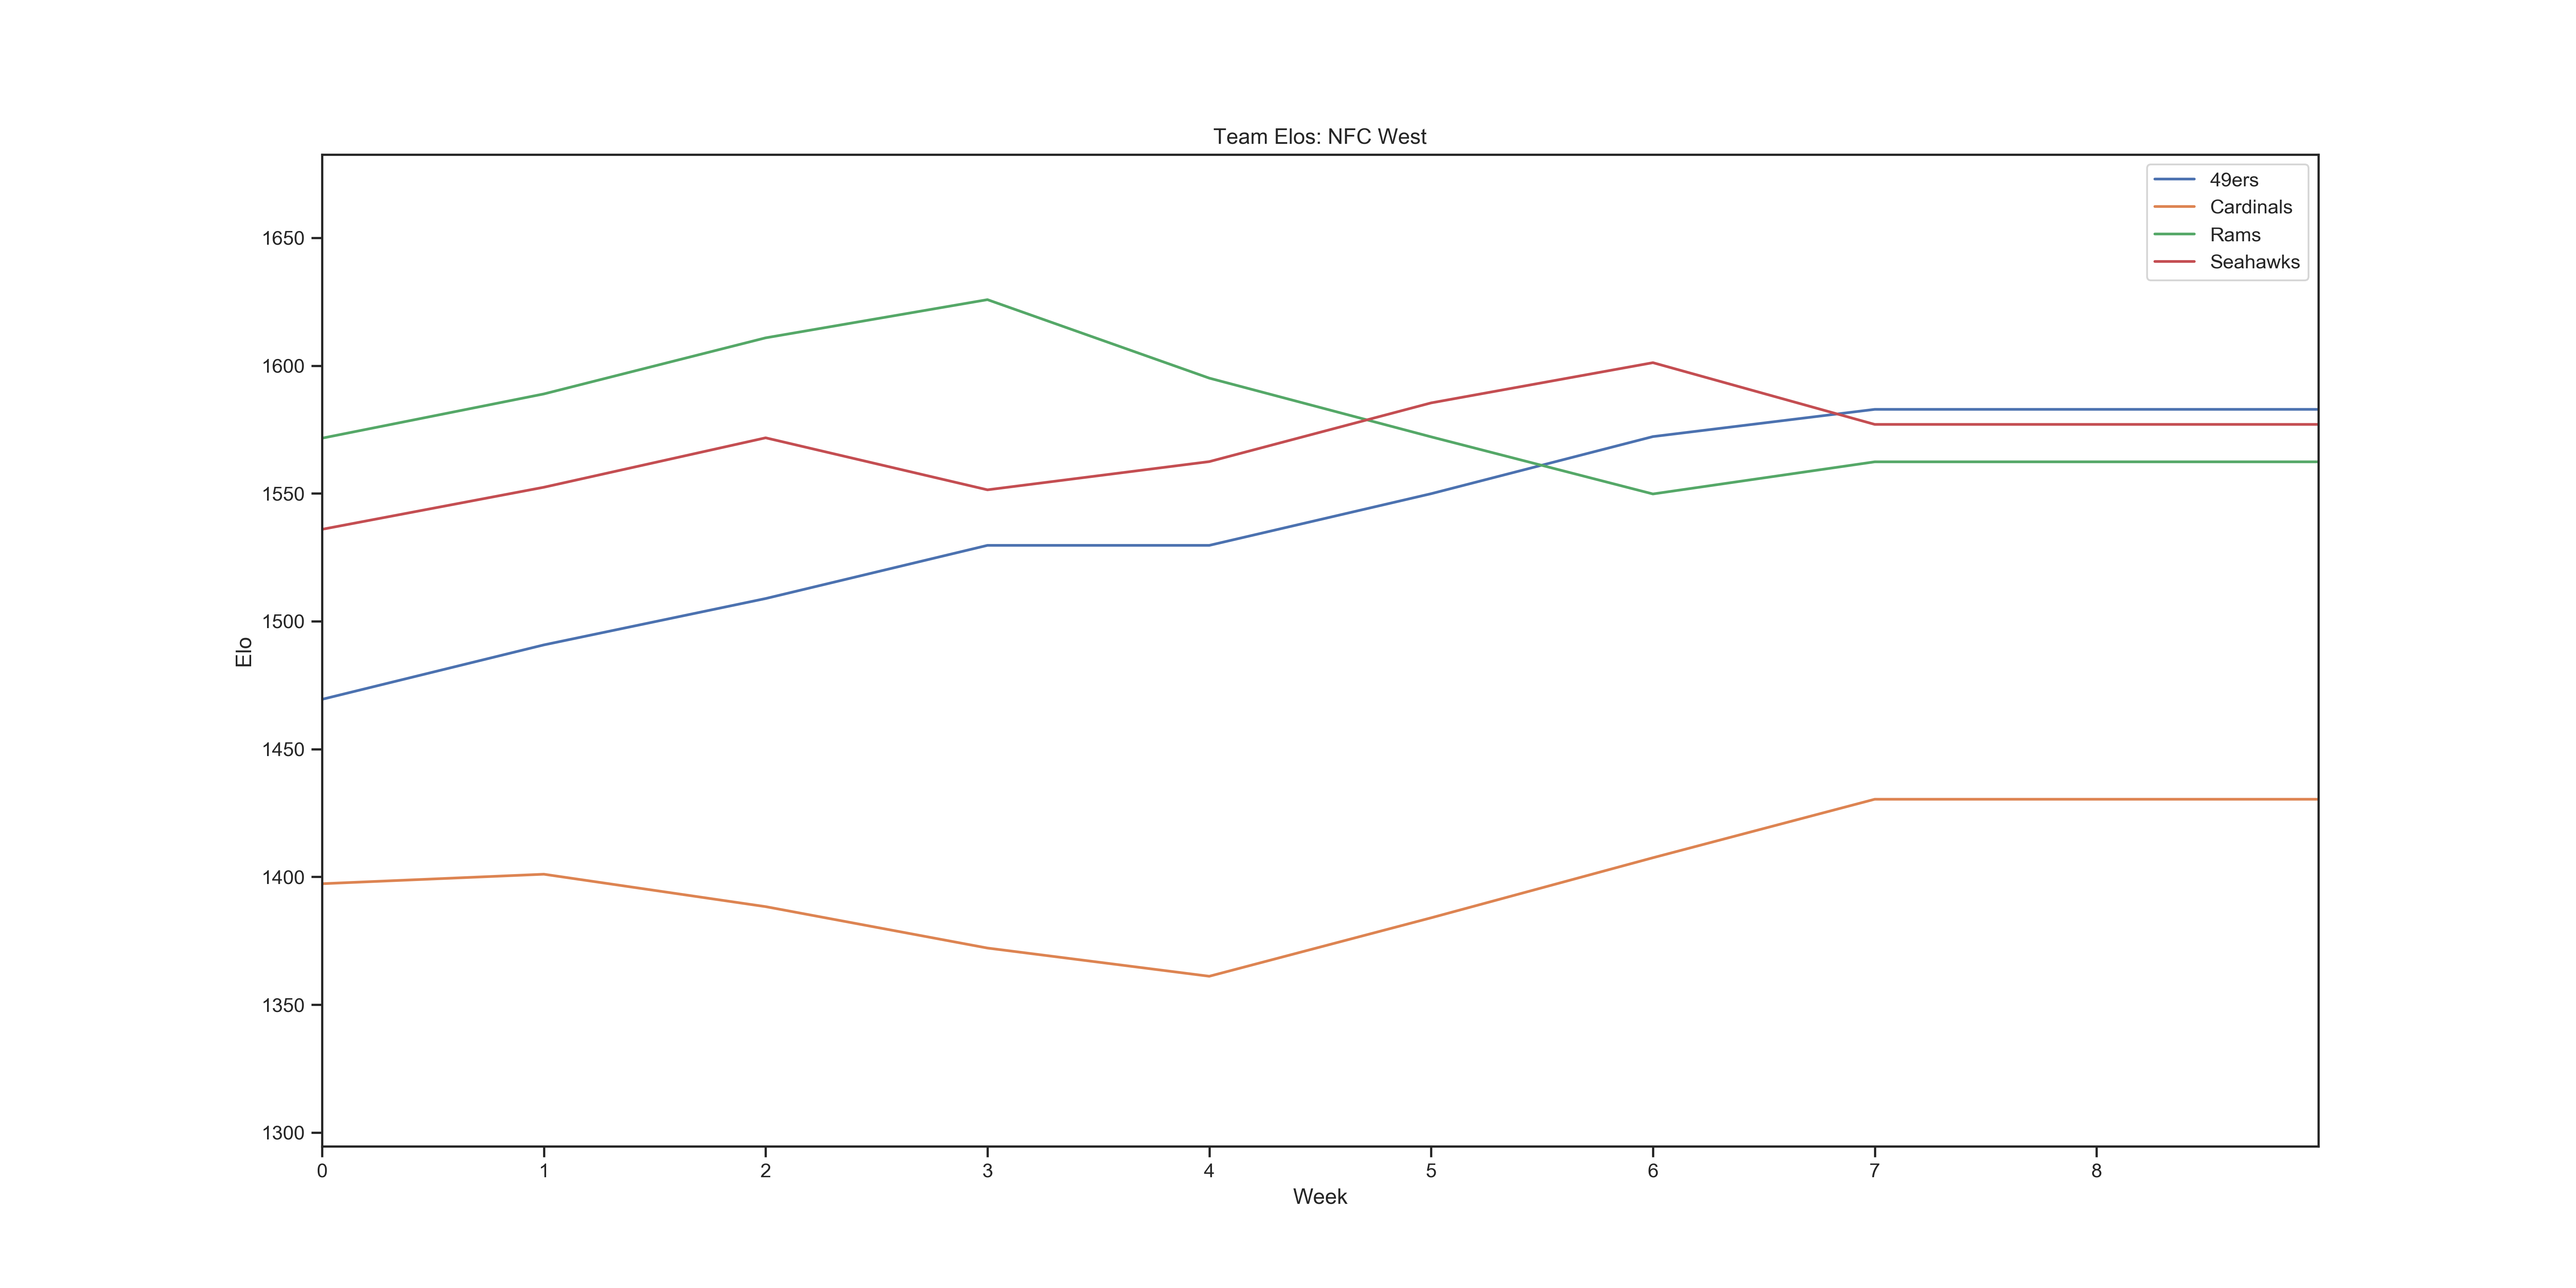 Team Elos: NFC West
49ers
Cardinals
Rams
Seahawks
Elo
1650
1600
1550
1500
1450
1400
1350
1300
0 1 2 3 4 5 6 7 8
Week